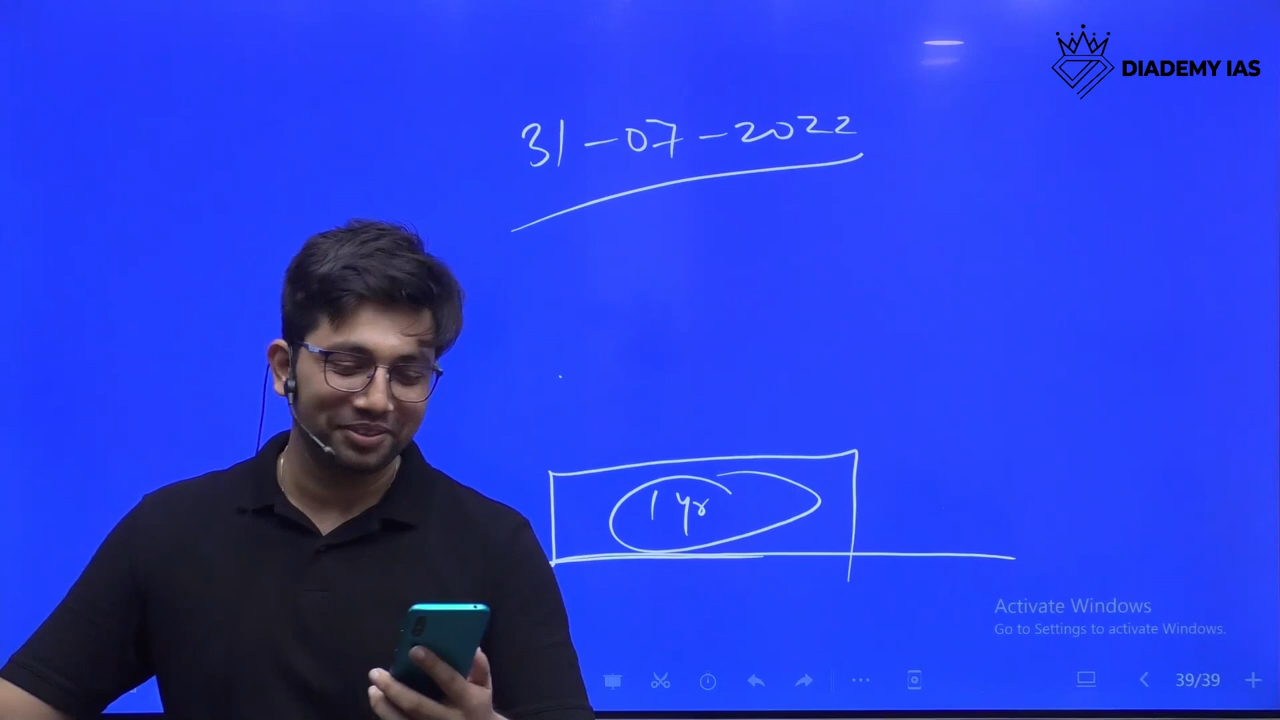 DIADEMY IAS
31-07-2022
1 yr
Activate Windows
Go to Settings to activate Windows.
39/39